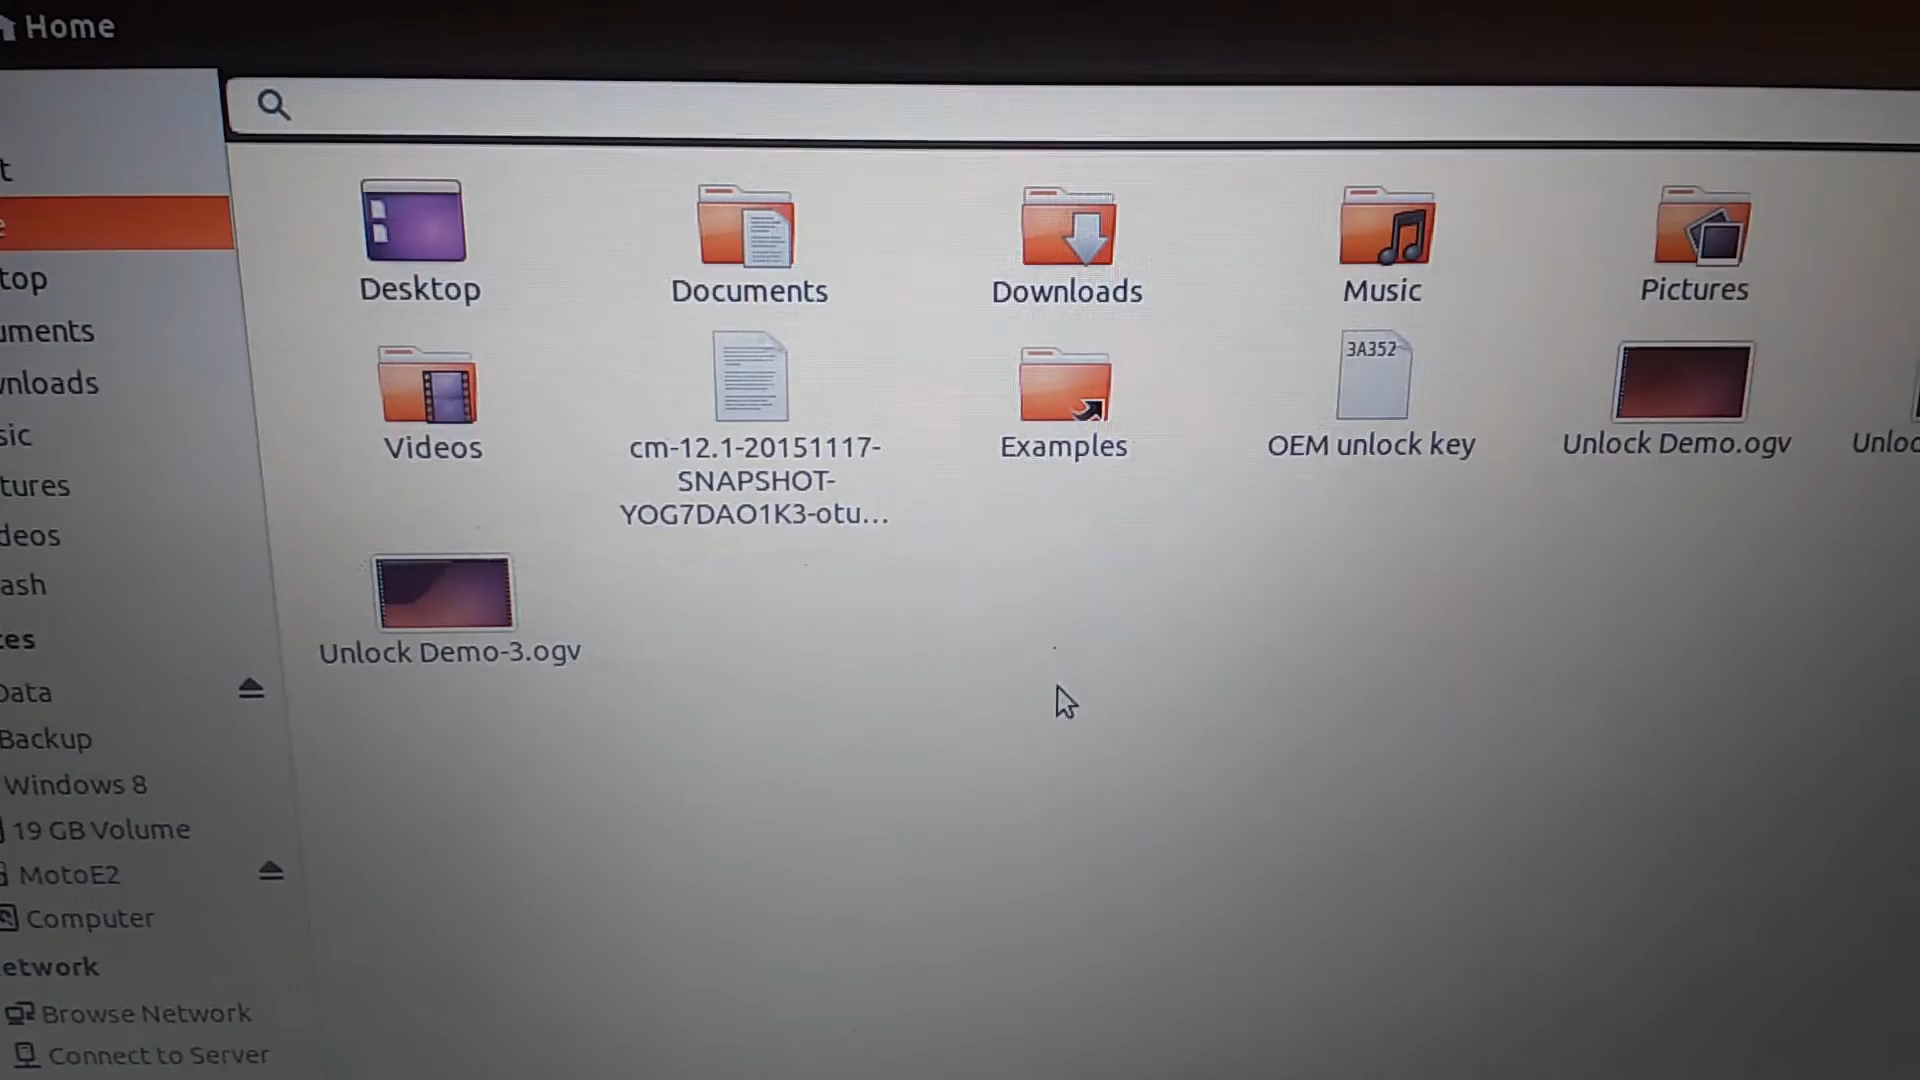 Home
t
e
top
uments
wnloads
sic
tures
deos
ash
ces
Data
Backup
Windows 8
19 GB Volume
MotoE2
Computer
etwork
Browse Network
Connect to Server
Desktop
Documents
Downloads
Music
Pictures
3A352
Videos
cm-12.1-20151117-
SNAPSHOT-
YOG7DAO1K3-otu...
Examples
OEM unlock key
Unlock Demo.ogv
Unloc
Unlock Demo-3.ogv